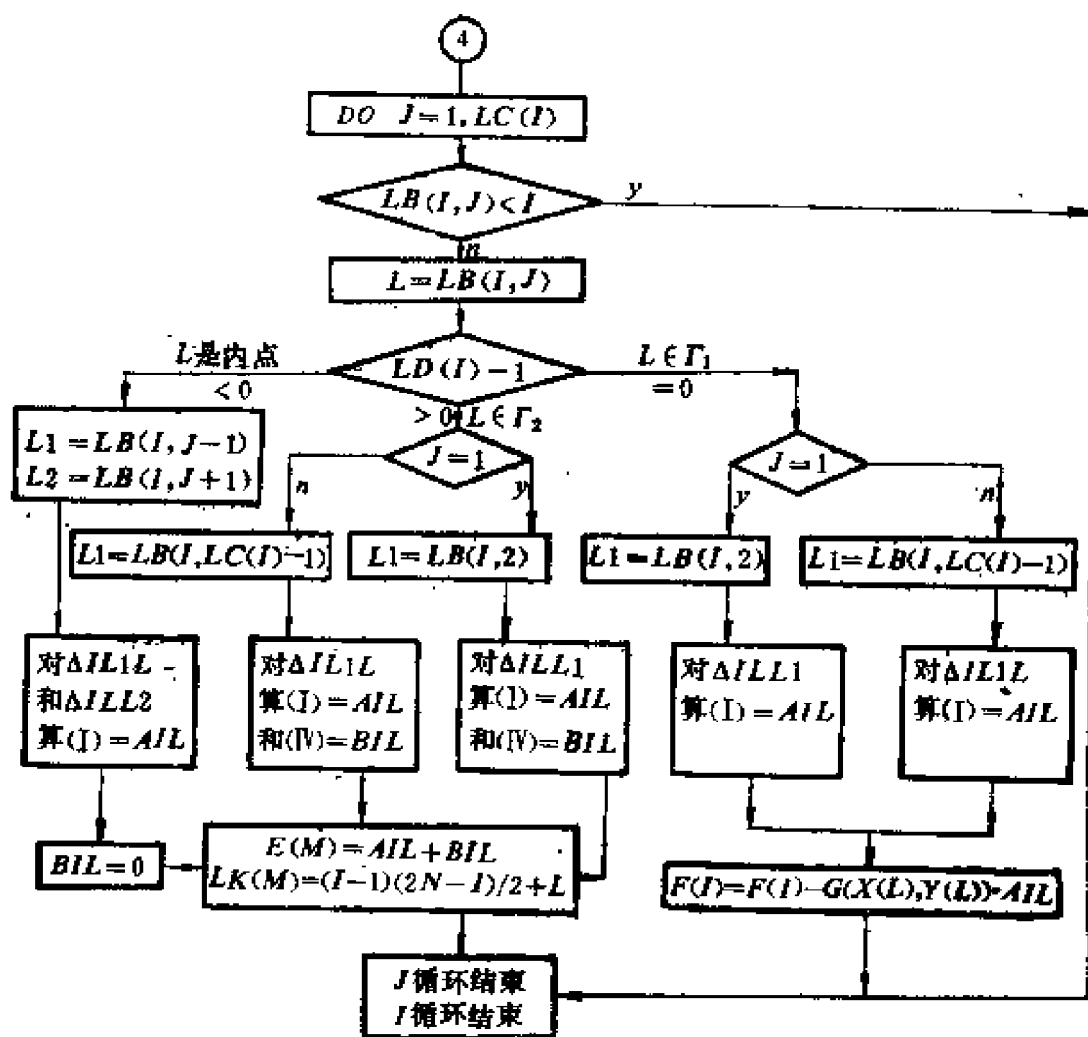 4
DO J=1,LC(I)
LB(I,J)<I
y
n
L=LB(I,J)
L是内点
<0
LD(I)-1
L∈Γ₁
=0
>0 L∈Γ₂
L1=LB(I,J-1)
L2=LB(I,J+1)
J=1
n
y
J=1
y
n
L1=LB(I,LC(I)-1)
L1=LB(I,2)
L1=LB(I,2)
L1=LB(I,LC(I)-1)
对ΔIL1L
和ΔILL2
算(I)=AIL
对ΔIL1L
算(I)=AIL
和(IV)=BIL
对ΔILL1
算(I)=AIL
和(IV)=BIL
对ΔILL1
算(I)=AIL
对ΔIL1L
算(I)=AIL
BIL=0
E(M)=AIL+BIL
LK(M)=(I-1)(2N-I)/2+L
F(I)=F(I)-G(X(L),Y(L))*AIL
J循环结束
I循环结束